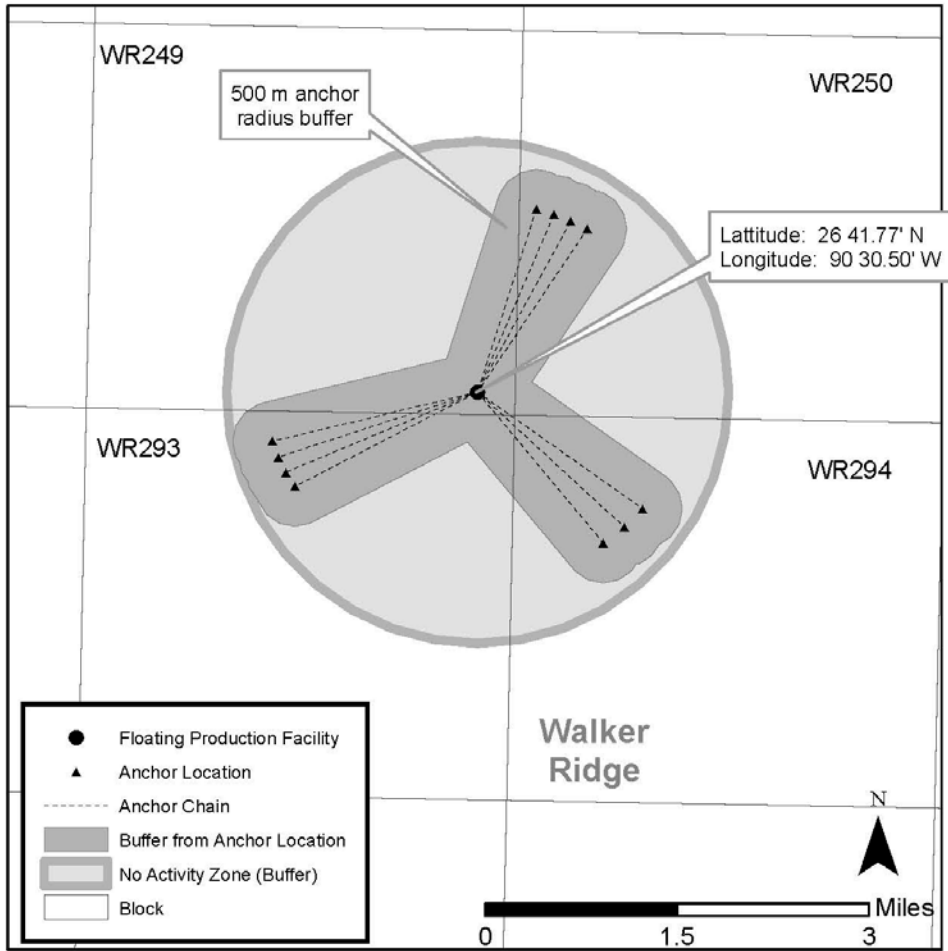 WR249
WR250
500 m anchor
radius buffer
Lattitude: 26 41.77' N
Longitude: 90 30.50' W
WR293
WR294
Floating Production Facility
Anchor Location
Anchor Chain
Buffer from Anchor Location
No Activity Zone (Buffer)
Block
Walker
Ridge
N
Miles
0 1.5 3